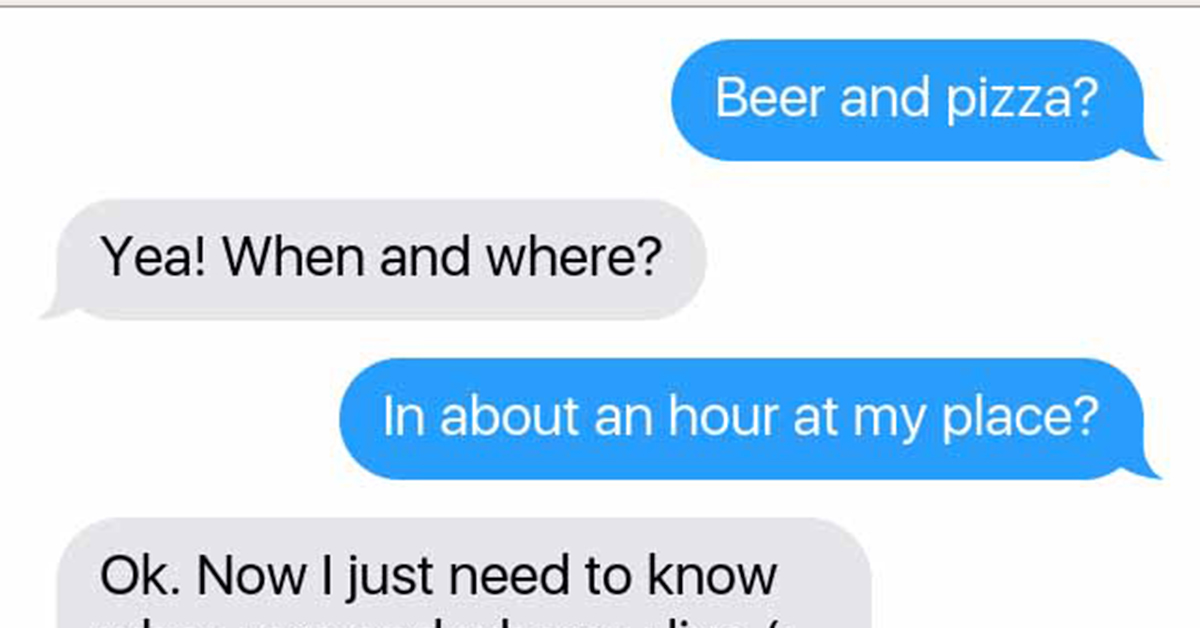 Beer and pizza?
Yea! When and where?
In about an hour at my place?
Ok. Now I just need to know